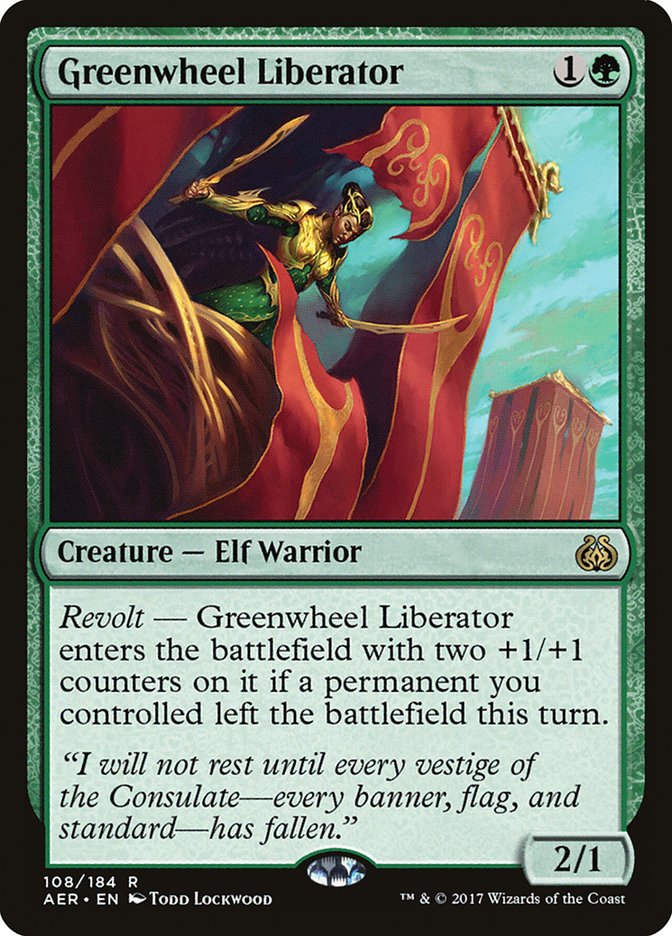 Greenwheel Liberator 1
Creature — Elf Warrior
Revolt — Greenwheel Liberator
enters the battlefield with two +1/+1
counters on it if a permanent you
controlled left the battlefield this turn.
“I will not rest until every vestige of
the Consulate—every banner, flag, and
standard—has fallen.”
2/1
108/184 R
AER • EN Todd Lockwood
™ & © 2017 Wizards of the Coast